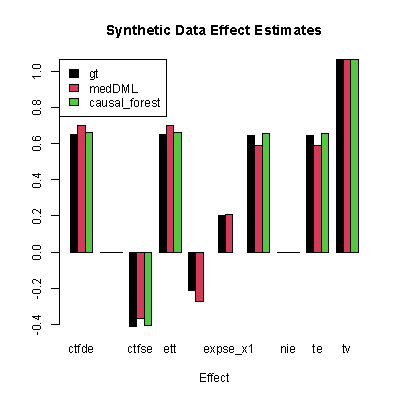 Synthetic Data Effect Estimates
gt
medDML
causal_forest
1.0
0.8
0.6
0.4
0.2
0.0
-0.2
-0.4
ctfde ctfse ett expse_x1 nie te tv
Effect